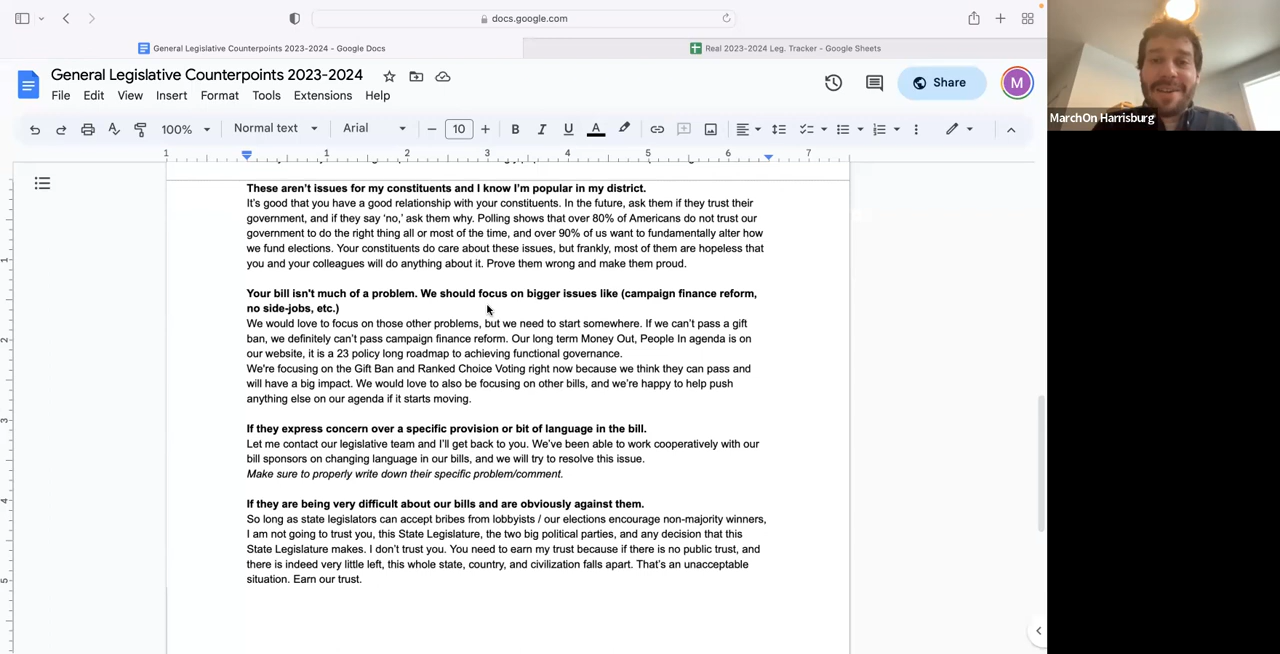 docs.google.com
General Legislative Counterpoints 2023-2024 - Google Docs
Real 2023-2024 Leg. Tracker - Google Sheets
General Legislative Counterpoints 2023-2024
File Edit View Insert Format Tools Extensions Help
Share
M
100% Normal text Arial 10 B I U A
1 1 2 3 4 5 6 7
These aren't issues for my constituents and I know I'm popular in my district.
It's good that you have a good relationship with your constituents. In the future, ask them if they trust their
government, and if they say 'no,' ask them why. Polling shows that over 80% of Americans do not trust our
government to do the right thing all or most of the time, and over 90% of us want to fundamentally alter how
we fund elections. Your constituents do care about these issues, but frankly, most of them are hopeless that
you and your colleagues will do anything about it. Prove them wrong and make them proud.
Your bill isn't much of a problem. We should focus on bigger issues like (campaign finance reform,
no side-jobs, etc.)
We would love to focus on those other problems, but we need to start somewhere. If we can't pass a gift
ban, we definitely can't pass campaign finance reform. Our long term Money Out, People In agenda is on
our website, it is a 23 policy long roadmap to achieving functional governance.
We're focusing on the Gift Ban and Ranked Choice Voting right now because we think they can pass and
will have a big impact. We would love to also be focusing on other bills, and we're happy to help push
anything else on our agenda if it starts moving.
If they express concern over a specific provision or bit of language in the bill.
Let me contact our legislative team and I'll get back to you. We've been able to work cooperatively with our
bill sponsors on changing language in our bills, and we will try to resolve this issue.
Make sure to properly write down their specific problem/comment.
If they are being very difficult about our bills and are obviously against them.
So long as state legislators can accept bribes from lobbyists / our elections encourage non-majority winners,
I am not going to trust you, this State Legislature, the two big political parties, and any decision that this
State Legislature makes. I don't trust you. You need to earn my trust because if there is no public trust, and
there is indeed very little left, this whole state, country, and civilization falls apart. That's an unacceptable
situation. Earn our trust.
1
2
3
4
5
MarchOn Harrisburg